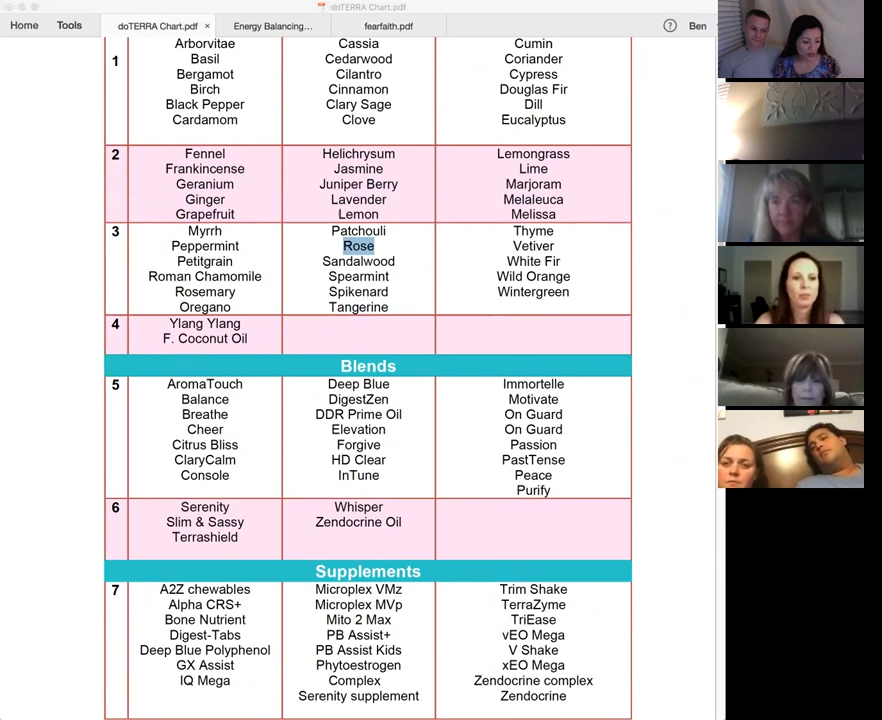 doTERRA Chart.pdf
Home Tools doTERRA Chart.pdf × Energy Balancing... fearfaith.pdf ? Ben
1
Arborvitae
Basil
Bergamot
Birch
Black Pepper
Cardamom
Cassia
Cedarwood
Cilantro
Cinnamon
Clary Sage
Clove
Cumin
Coriander
Cypress
Douglas Fir
Dill
Eucalyptus
2
Fennel
Frankincense
Geranium
Ginger
Grapefruit
Helichrysum
Jasmine
Juniper Berry
Lavender
Lemon
Lemongrass
Lime
Marjoram
Melaleuca
Melissa
3
Myrrh
Peppermint
Petitgrain
Roman Chamomile
Rosemary
Oregano
Patchouli
Rose
Sandalwood
Spearmint
Spikenard
Tangerine
Thyme
Vetiver
White Fir
Wild Orange
Wintergreen
4
Ylang Ylang
F. Coconut Oil
Blends
5
AromaTouch
Balance
Breathe
Cheer
Citrus Bliss
ClaryCalm
Console
Deep Blue
DigestZen
DDR Prime Oil
Elevation
Forgive
HD Clear
InTune
Immortelle
Motivate
On Guard
On Guard
Passion
PastTense
Peace
Purify
6
Serenity
Slim & Sassy
Terrashield
Whisper
Zendocrine Oil
Supplements
7
A2Z chewables
Alpha CRS+
Bone Nutrient
Digest-Tabs
Deep Blue Polyphenol
GX Assist
IQ Mega
Microplex VMz
Microplex MVp
Mito 2 Max
PB Assist+
PB Assist Kids
Phytoestrogen
Complex
Serenity supplement
Trim Shake
TerraZyme
TriEase
vEO Mega
V Shake
xEO Mega
Zendocrine complex
Zendocrine